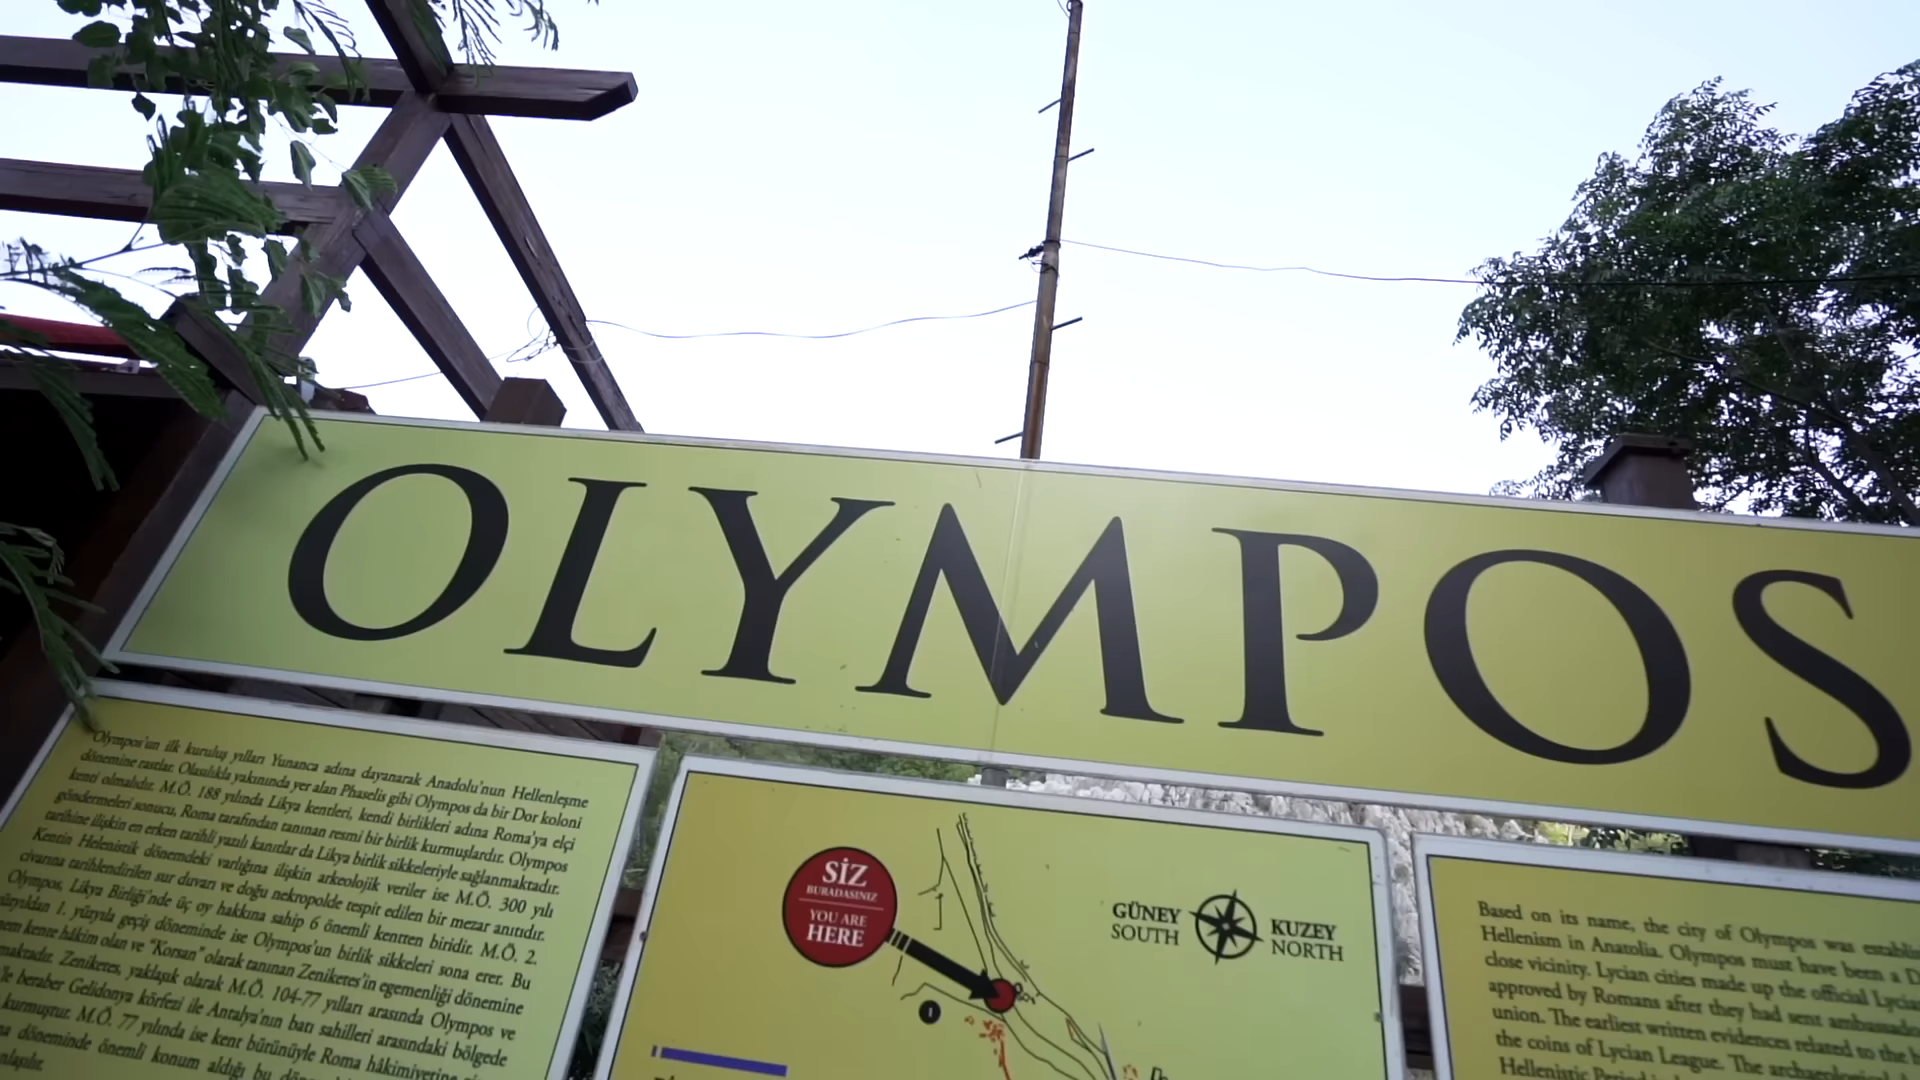 OLYMPOS
Olympos'un ilk kuruluş yılları Yunanca adına dayanarak Anadolu'nun Hellenleşme
dönemine rastlar. Olasılıkla yakınında yer alan Phaselis gibi Olympos da bir Dor koloni
kenti olmalıdır. M.Ö. 188 yılında Likya kentleri, kendi birlikleri adına Roma'ya elçi
göndermeleri sonucu, Roma tarafından tanınan resmi bir birlik kurmuşlardır. Olympos
tarihine ilişkin en erken tarihli yazılı kanıtlar da Likya birlik sikkeleriyle sağlanmaktadır.
Kentin Helenistik dönemdeki varlığına ilişkin arkeolojik veriler ise M.Ö. 300 yılı
civarına tarihlendirilen sur duvarı ve doğu nekropolde tespit edilen bir mezar anıtıdır.
Olympos, Likya Birliği'nde üç oy hakkına sahip 6 önemli kentten biridir. M.Ö. 2.
1. yüzyıla geçiş döneminde ise Olympos'un birlik sikkeleri sona erer. Bu
kente hâkim olan ve "Korsan" olarak tanınan Zeniketes'in egemenliği dönemine
Zeniketes, yaklaşık olarak M.Ö. 104-77 yılları arasında Olympos ve
beraber Gelidonya körfezi ile Antalya'nın batı sahilleri arasındaki bölgede
kurmuştur. M.Ö. 77 yılında ise kent bütünüyle Roma hâkimiyetine
döneminde önemli konum aldığı bu
SİZ
BURADASINIZ
YOU ARE
HERE
GÜNEY
SOUTH
KUZEY
NORTH
1
Based on its name, the city of Olympos was
Hellenism in Anatolia. Olympos must have been a
close vicinity. Lycian cities made up the official
approved by Romans after they had sent
union. The earliest written evidences related to the
the coins of Lycian League. The
Hellenistic